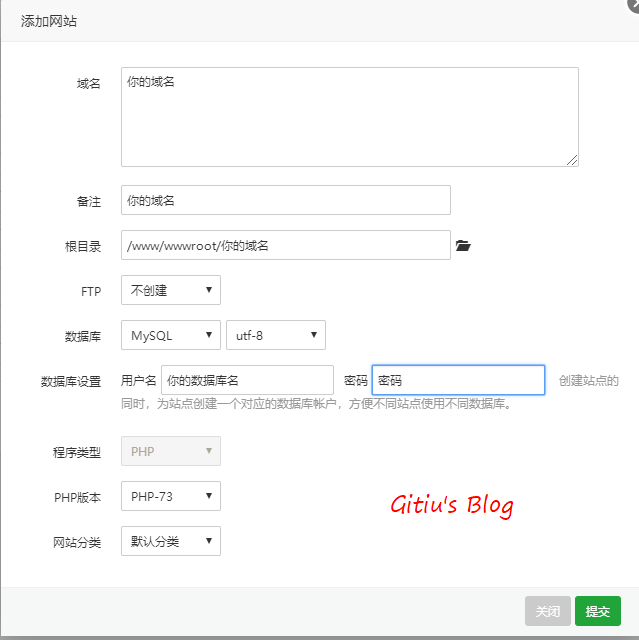 添加网站
域名
你的域名
备注
你的域名
根目录
/www/wwwroot/你的域名
FTP
不创建
数据库
MySQL
utf-8
数据库设置
用户名
你的数据库名
密码
密码
创建站点的
同时，为站点创建一个对应的数据库帐户，方便不同站点使用不同数据库。
程序类型
PHP
PHP版本
PHP-73
Gitiu's Blog
网站分类
默认分类
关闭
提交